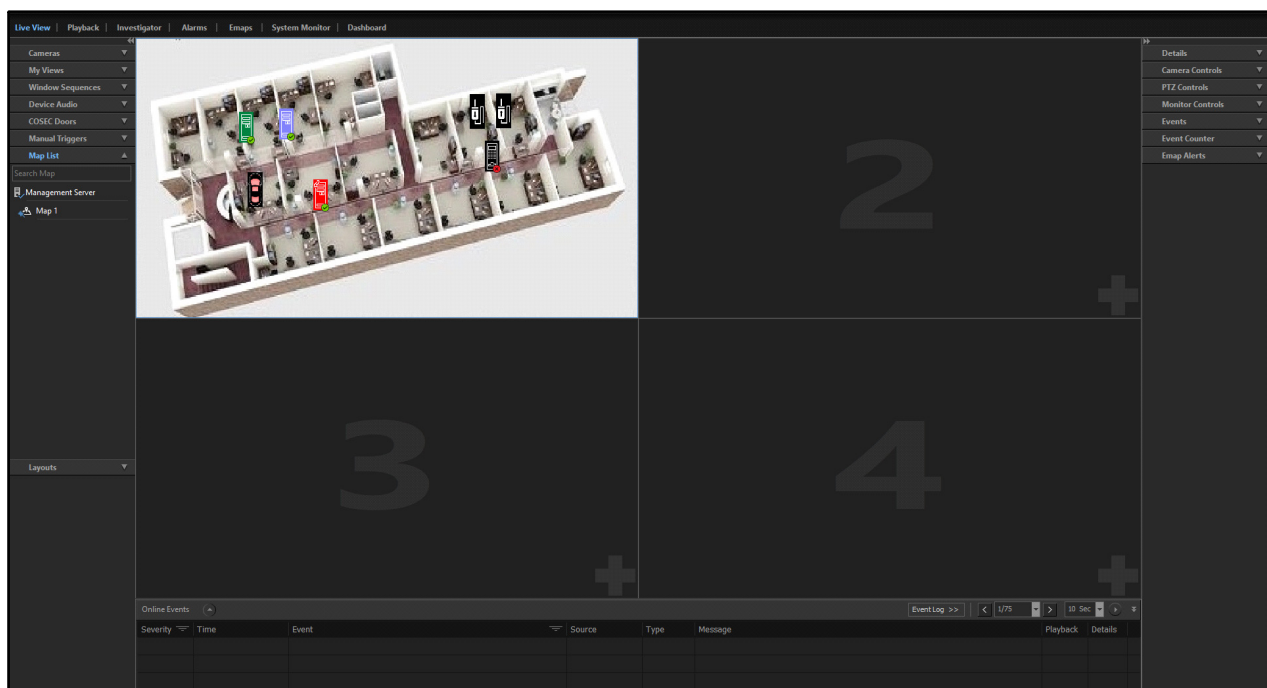 Live View | Playback | Investigator | Alarms | Emaps | System Monitor | Dashboard
Cameras
My Views
Window Sequences
Device Audio
COSEC Doors
Manual Triggers
Map List
Search Map
Management Server
Map 1
Layouts
2
3
4
Details
Camera Controls
PTZ Controls
Monitor Controls
Events
Event Counter
Emap Alerts
Online Events
Event Log >>
1/75
10 Sec
Severity Time Event Source Type Message Playback Details